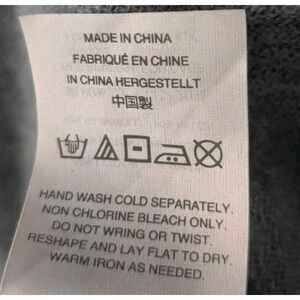 MADE IN CHINA
FABRIQUÉ EN CHINE
IN CHINA HERGESTELLT
中国製
HAND WASH COLD SEPARATELY.
NON CHLORINE BLEACH ONLY.
DO NOT WRING OR TWIST.
RESHAPE AND LAY FLAT TO DRY.
WARM IRON AS NEEDED.